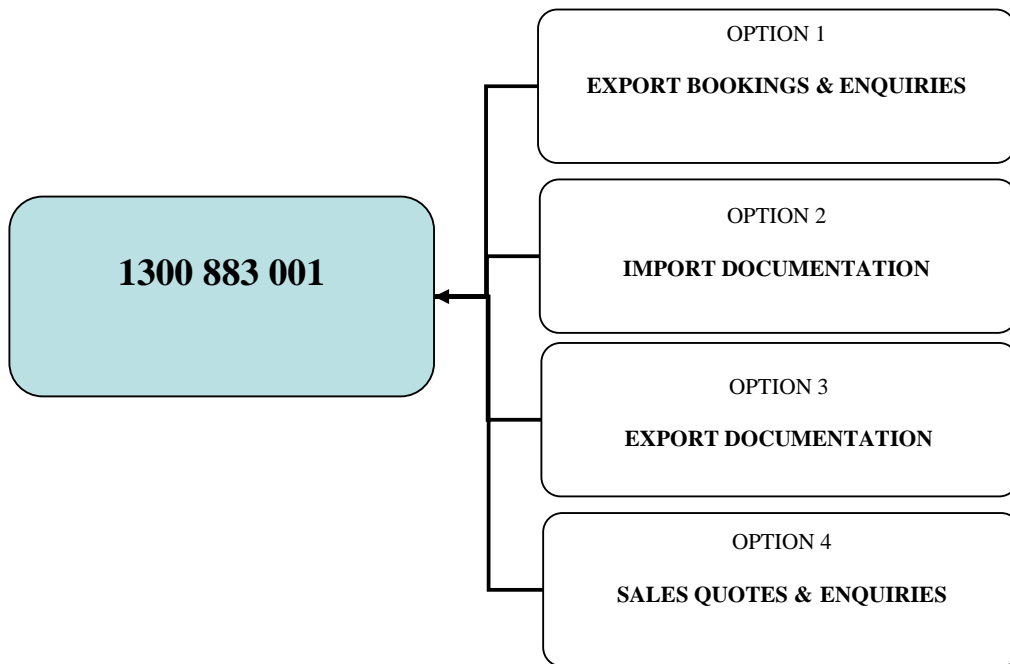 1300 883 001
OPTION 1
EXPORT BOOKINGS & ENQUIRIES
OPTION 2
IMPORT DOCUMENTATION
OPTION 3
EXPORT DOCUMENTATION
OPTION 4
SALES QUOTES & ENQUIRIES